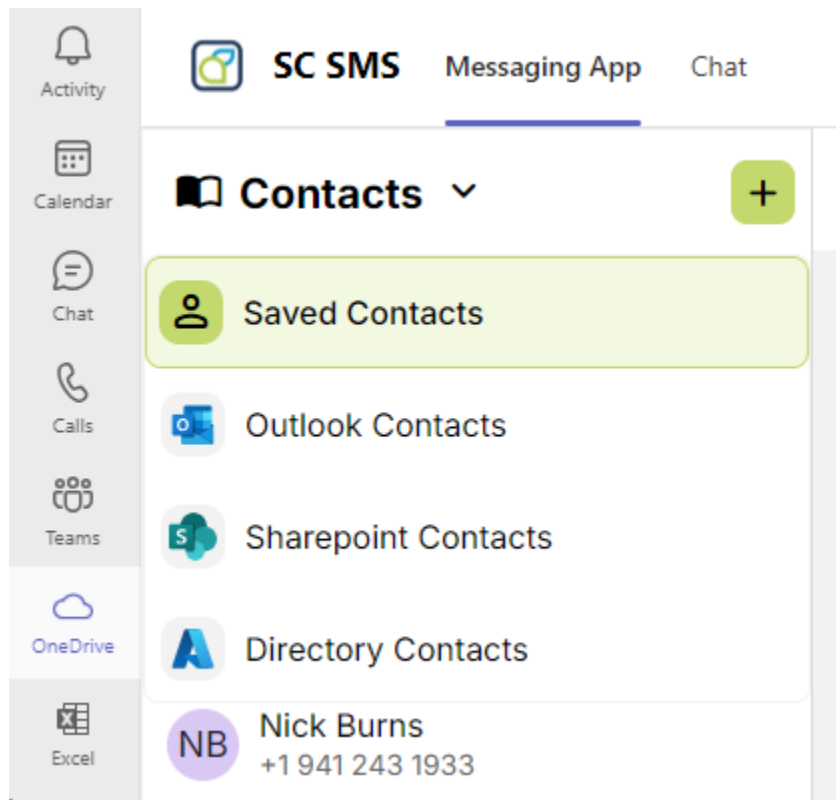 Activity
Calendar
Chat
Calls
Teams
OneDrive
Excel
SC SMS Messaging App Chat
Contacts
+
Saved Contacts
Outlook Contacts
Sharepoint Contacts
Directory Contacts
NB Nick Burns
+1 941 243 1933